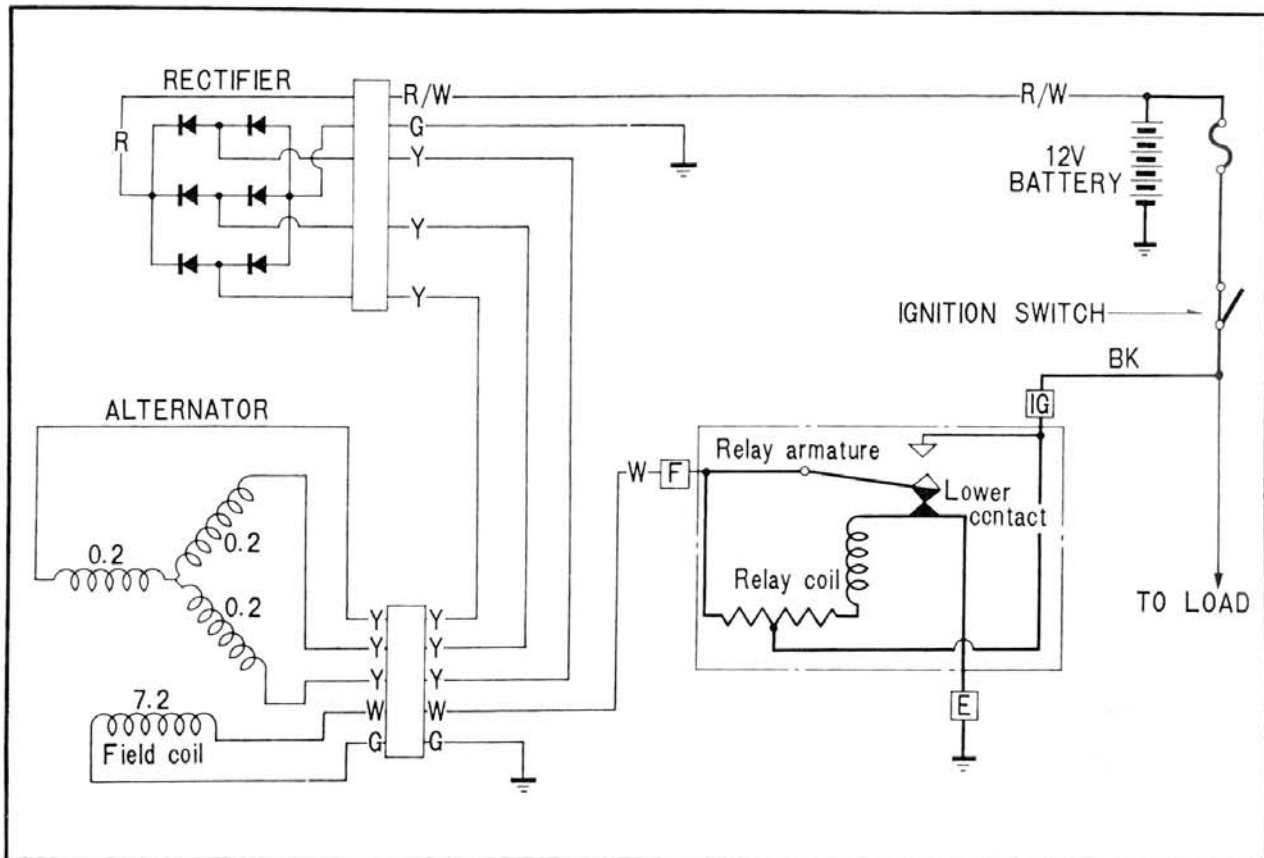 RECTIFIER
R/W
R/W
G
R
Y
12V
BATTERY
Y
Y
IGNITION SWITCH
BK
ALTERNATOR
IG
Relay armature
W
F
Lower
ccntact
0.2
0.2
Relay coil
0.2
TO LOAD
Y
Y
Y
Y
Y
Y
7.2
W
W
E
Field coil
G
G